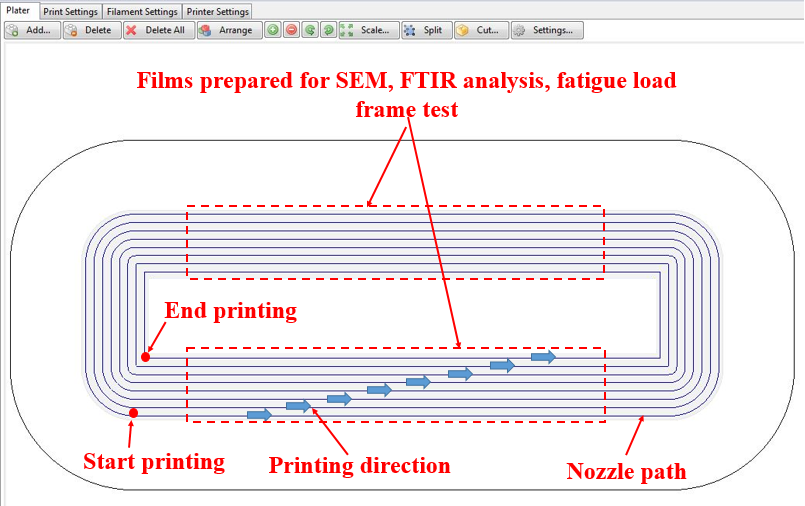 Plater Print Settings Filament Settings Printer Settings
Add... Delete Delete All Arrange Scale... Split Cut... Settings...
Films prepared for SEM, FTIR analysis, fatigue load
frame test
End printing
Start printing
Printing direction
Nozzle path